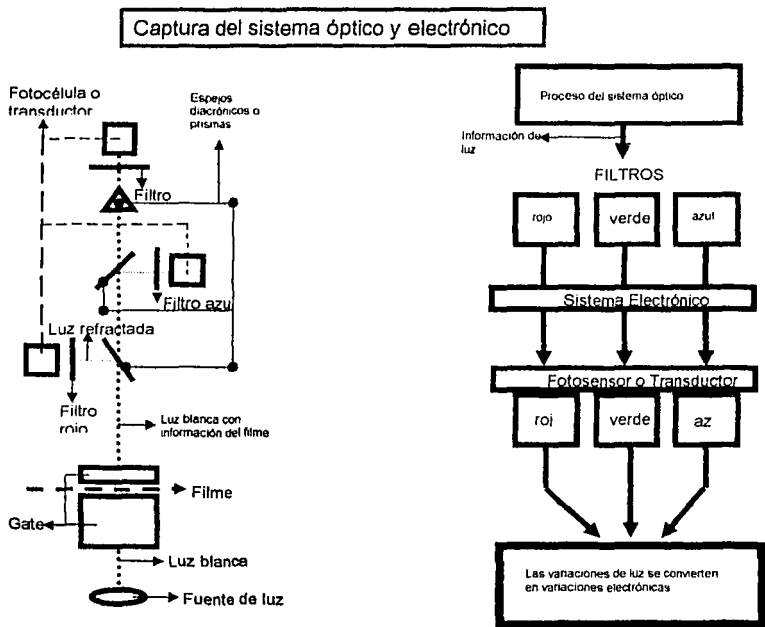 Captura del sistema óptico y electrónico
Fotocélula o
transductor
Espejos
diacrónicos o
prismas
Filtro
Filtro azul
Luz refractada
Filtro
rojo
Luz blanca con
información del filme
Filme
Gate
Luz blanca
Fuente de luz
Proceso del sistema óptico
Información de
luz
FILTROS
rojo
verde
azul
Sistema Electrónico
Fotosensor o Transductor
roj
verde
az
Las variaciones de luz se convierten
en variaciones electrónicas